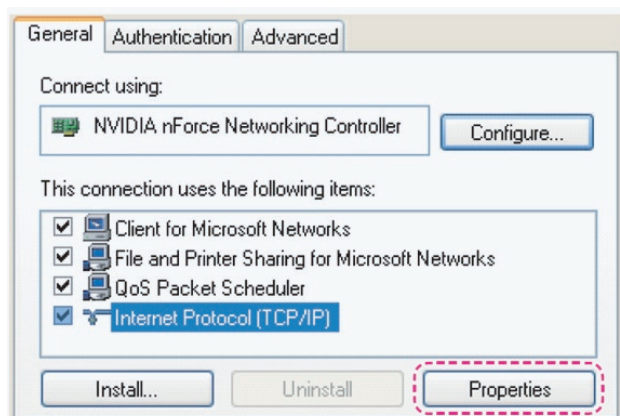 General Authentication Advanced
Connect using:
NVIDIA nForce Networking Controller Configure...
This connection uses the following items:
Client for Microsoft Networks
File and Printer Sharing for Microsoft Networks
QoS Packet Scheduler
Internet Protocol (TCP/IP)
Install... Uninstall Properties